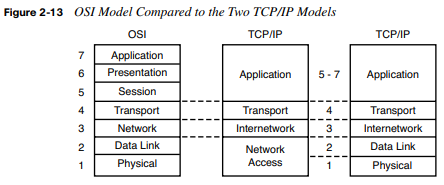 Figure 2-13 OSI Model Compared to the Two TCP/IP Models
OSI TCP/IP TCP/IP
7 Application
6 Presentation Application 5 - 7 Application
5 Session
4 Transport Transport 4 Transport
3 Network Internetwork 3 Internetwork
2 Data Link Network 2 Data Link
1 Physical Access 1 Physical